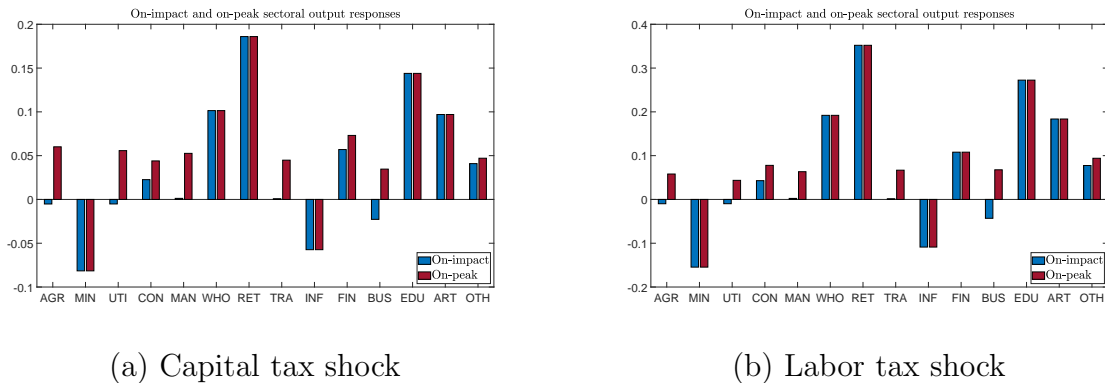 On-impact and on-peak sectoral output responses
0.2
0.15
0.1
0.05
0
-0.05
-0.1
AGR MIN UTI CON MAN WHO RET TRA INF FIN BUS EDU ART OTH
On-impact
On-peak
(a) Capital tax shock
On-impact and on-peak sectoral output responses
0.4
0.3
0.2
0.1
0
-0.1
-0.2
AGR MIN UTI CON MAN WHO RET TRA INF FIN BUS EDU ART OTH
On-impact
On-peak
(b) Labor tax shock